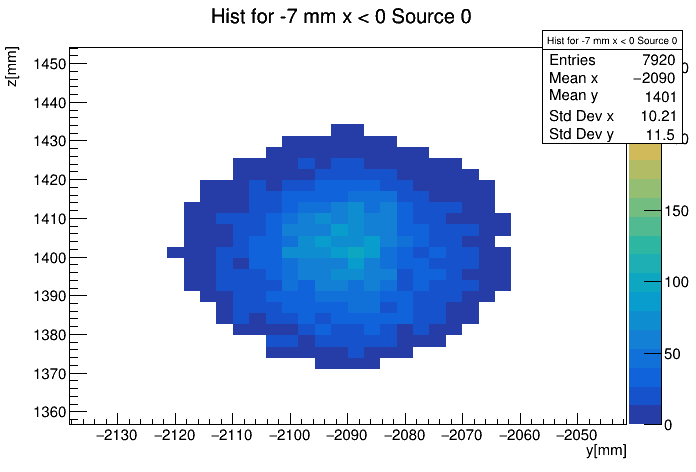 Hist for -7 mm x < 0 Source 0
Hist for -7 mm x < 0 Source 0
Entries 7920
Mean x −2090
Mean y 1401
Std Dev x 10.21
Std Dev y 11.5
z[mm]
1450
1440
1430
1420
1410
1400
1390
1380
1370
1360
−2130 −2120 −2110 −2100 −2090 −2080 −2070 −2060 −2050
y[mm]
150
100
50
0